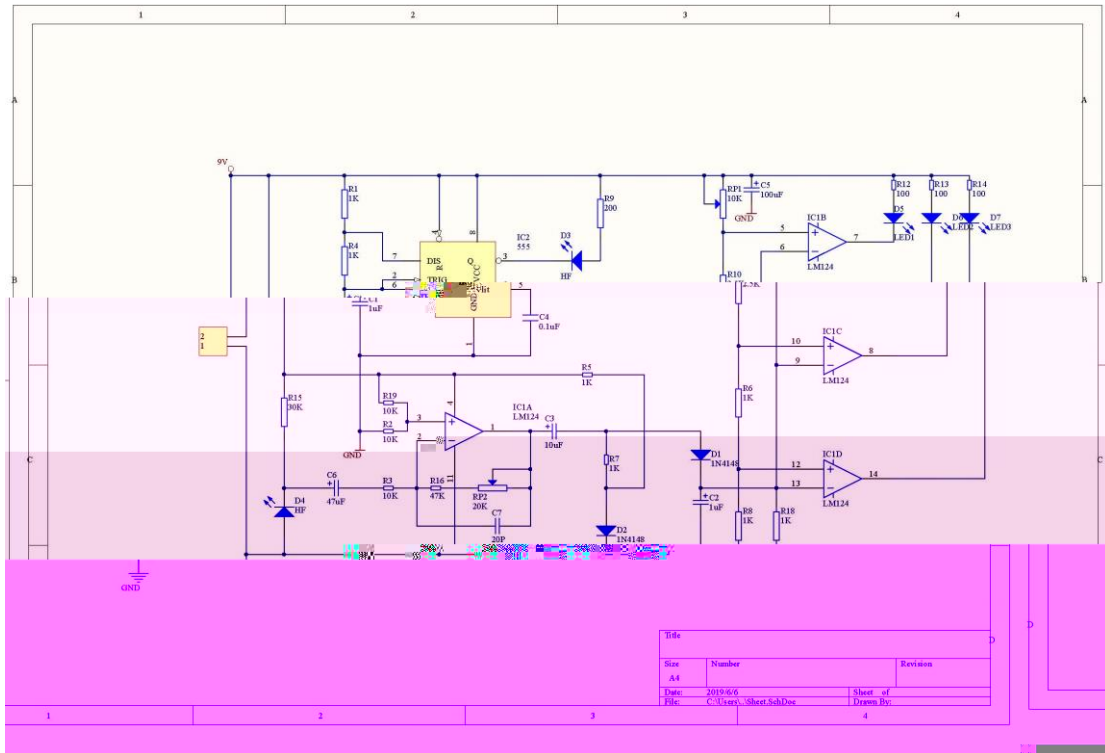 1 2 3 4
A A
9V
R1
1K
R4
1K
7
2
6
DIS
R
TRIG
Q
VCC
GND
4
8
3
5
1
IC2
555
D3
HF
R9
200
RP1
10K
C5
100uF
GND
R10
5
6
IC1B
7
LM124
R12
100
R13
100
R14
100
D5
LED1
D6
LED2
D7
LED3
B B
C1
1uF
C4
0.1uF
2
1
R15
30K
R19
10K
R2
10K
GND
3
2
4
11
1
IC1A
LM124
R5
1K
C3
10uF
R7
1K
R6
1K
10
9
IC1C
8
LM124
C C
D4
HF
C6
47uF
R3
10K
R16
47K
RP2
20K
C7
20P
D2
1N4148
D1
1N4148
C2
1uF
R8
1K
R18
1K
12
13
IC1D
14
LM124
GND
D D
Title
Size Number Revision
A4
Date: 2019/6/6 Sheet of
File: C:\Users\..\Sheet.SchDoc Drawn By:
1 2 3 4